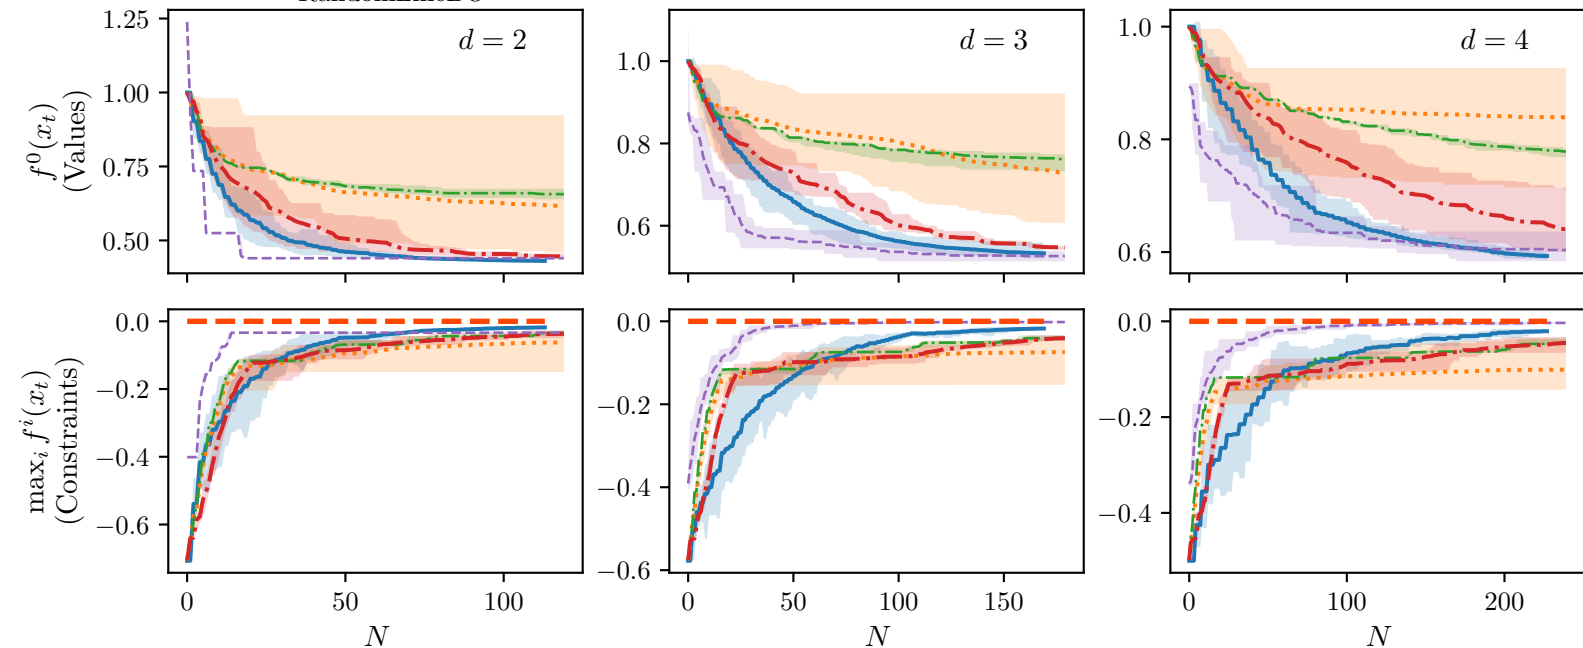 d = 2
d = 3
d = 4
f⁰(xₜ)
(Values)
1.25
1.00
0.75
0.50
1.0
0.8
0.6
1.0
0.8
0.6
maxᵢ fⁱ(xₜ)
(Constraints)
0.0
−0.2
−0.4
−0.6
0.0
−0.2
−0.4
−0.6
0.0
−0.2
−0.4
0 50 100
0 50 100 150
0 100 200
N
N
N